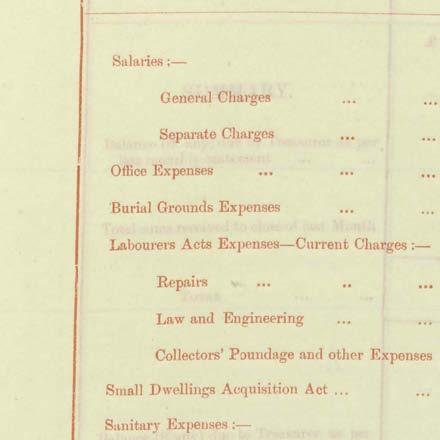 Salaries :—
General Charges ... ...
Separate Charges ... ...
Office Expenses ... ... ...
Burial Grounds Expenses ... ...
Labourers Acts Expenses—Current Charges :—
Repairs ... .. ...
Law and Engineering ... ...
Collectors' Poundage and other Expenses
Small Dwellings Acquisition Act ... ...
Sanitary Expenses :—